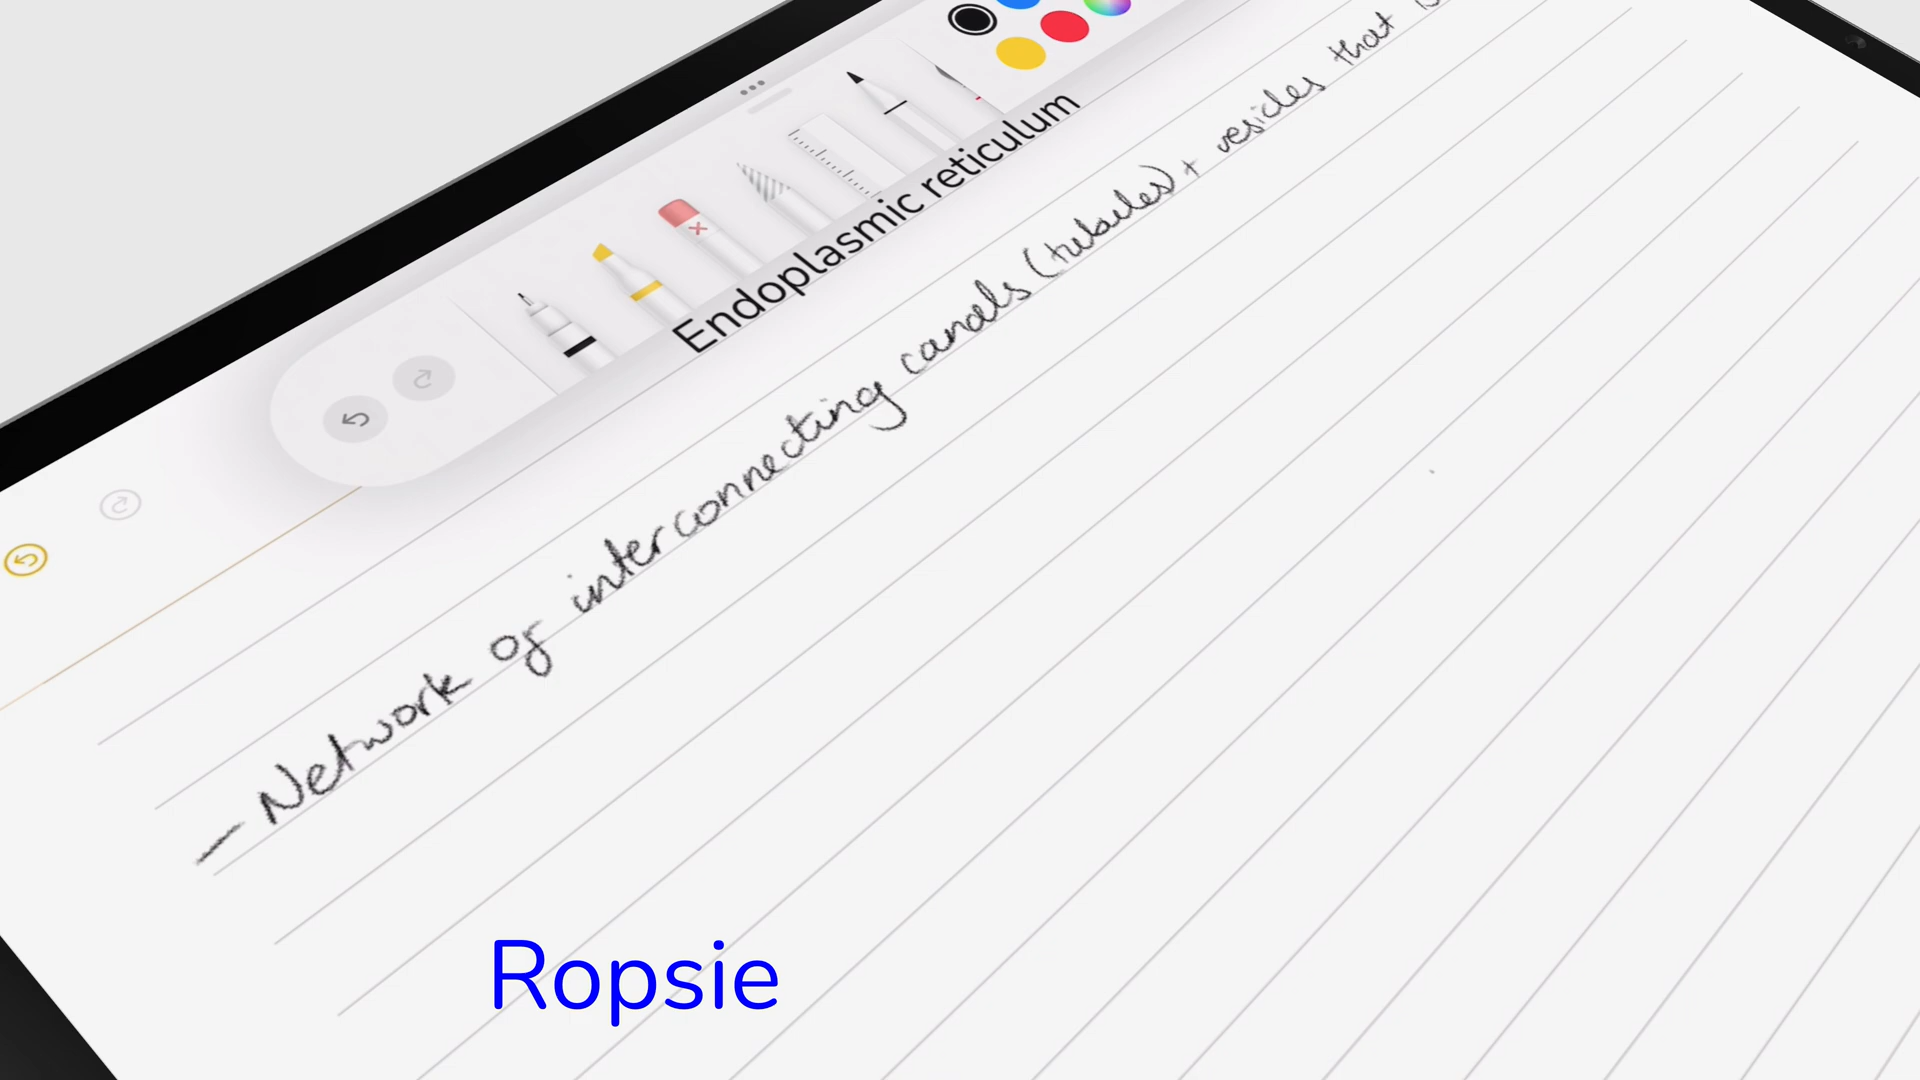 Endoplasmic reticulum
– Network of interconnecting canals (tubules) + vesicles that
Ropsie